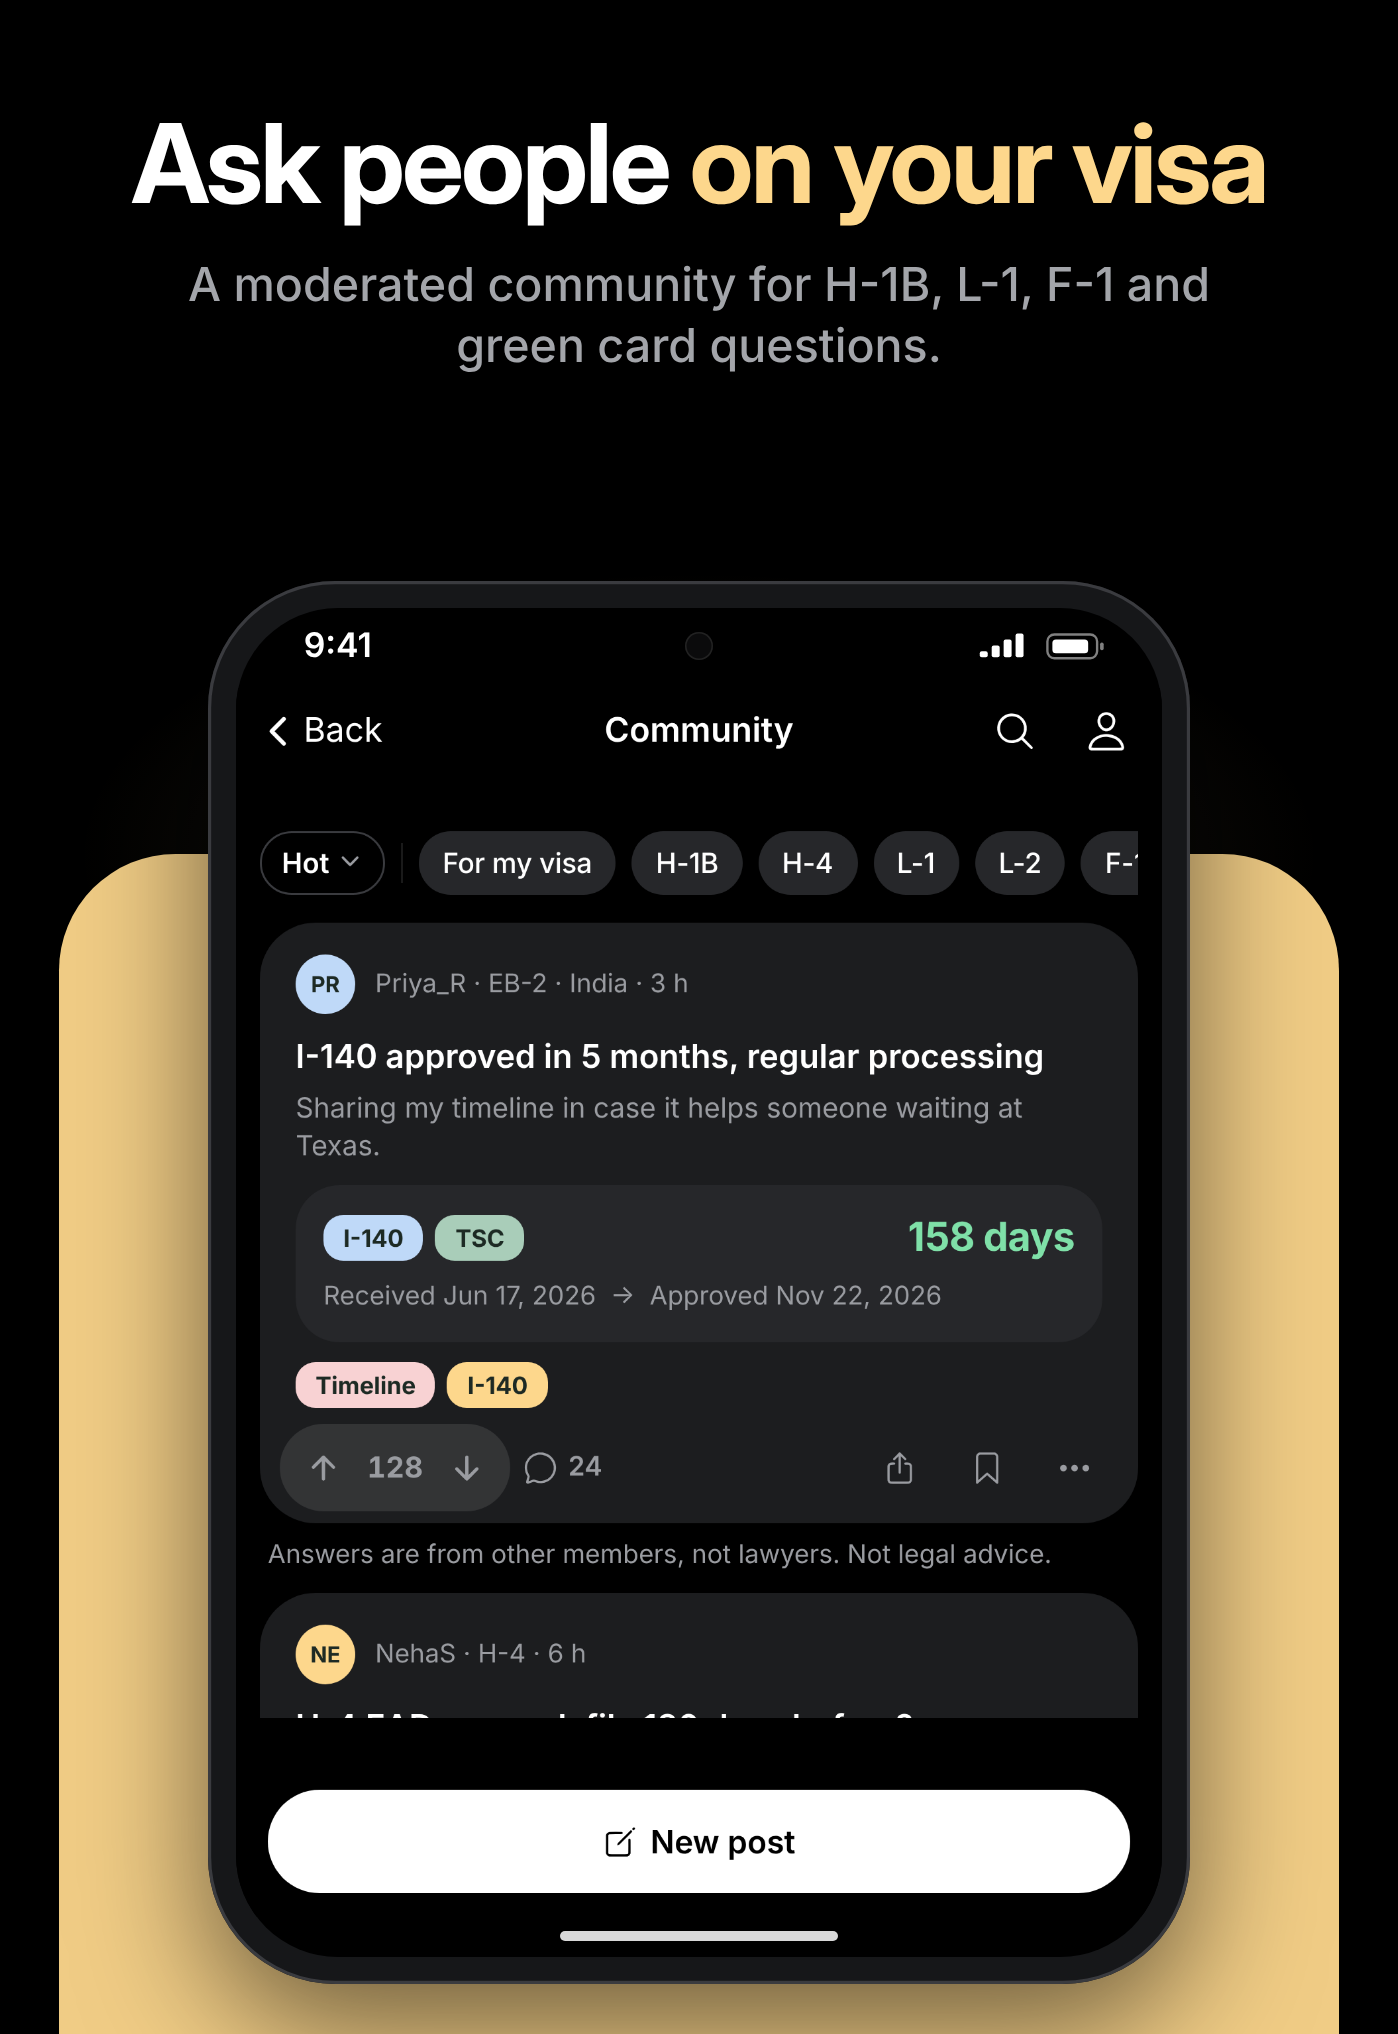 Ask people on your visa
A moderated community for H-1B, L-1, F-1 and
green card questions.
9:41
Back
Community
Hot
For my visa
H-1B
H-4
L-1
L-2
PR
Priya_R · EB-2 · India · 3 h
I-140 approved in 5 months, regular processing
Sharing my timeline in case it helps someone waiting at
Texas.
I-140
TSC
158 days
Received Jun 17, 2026 → Approved Nov 22, 2026
Timeline
I-140
128
24
Answers are from other members, not lawyers. Not legal advice.
NE
NehaS · H-4 · 6 h
New post